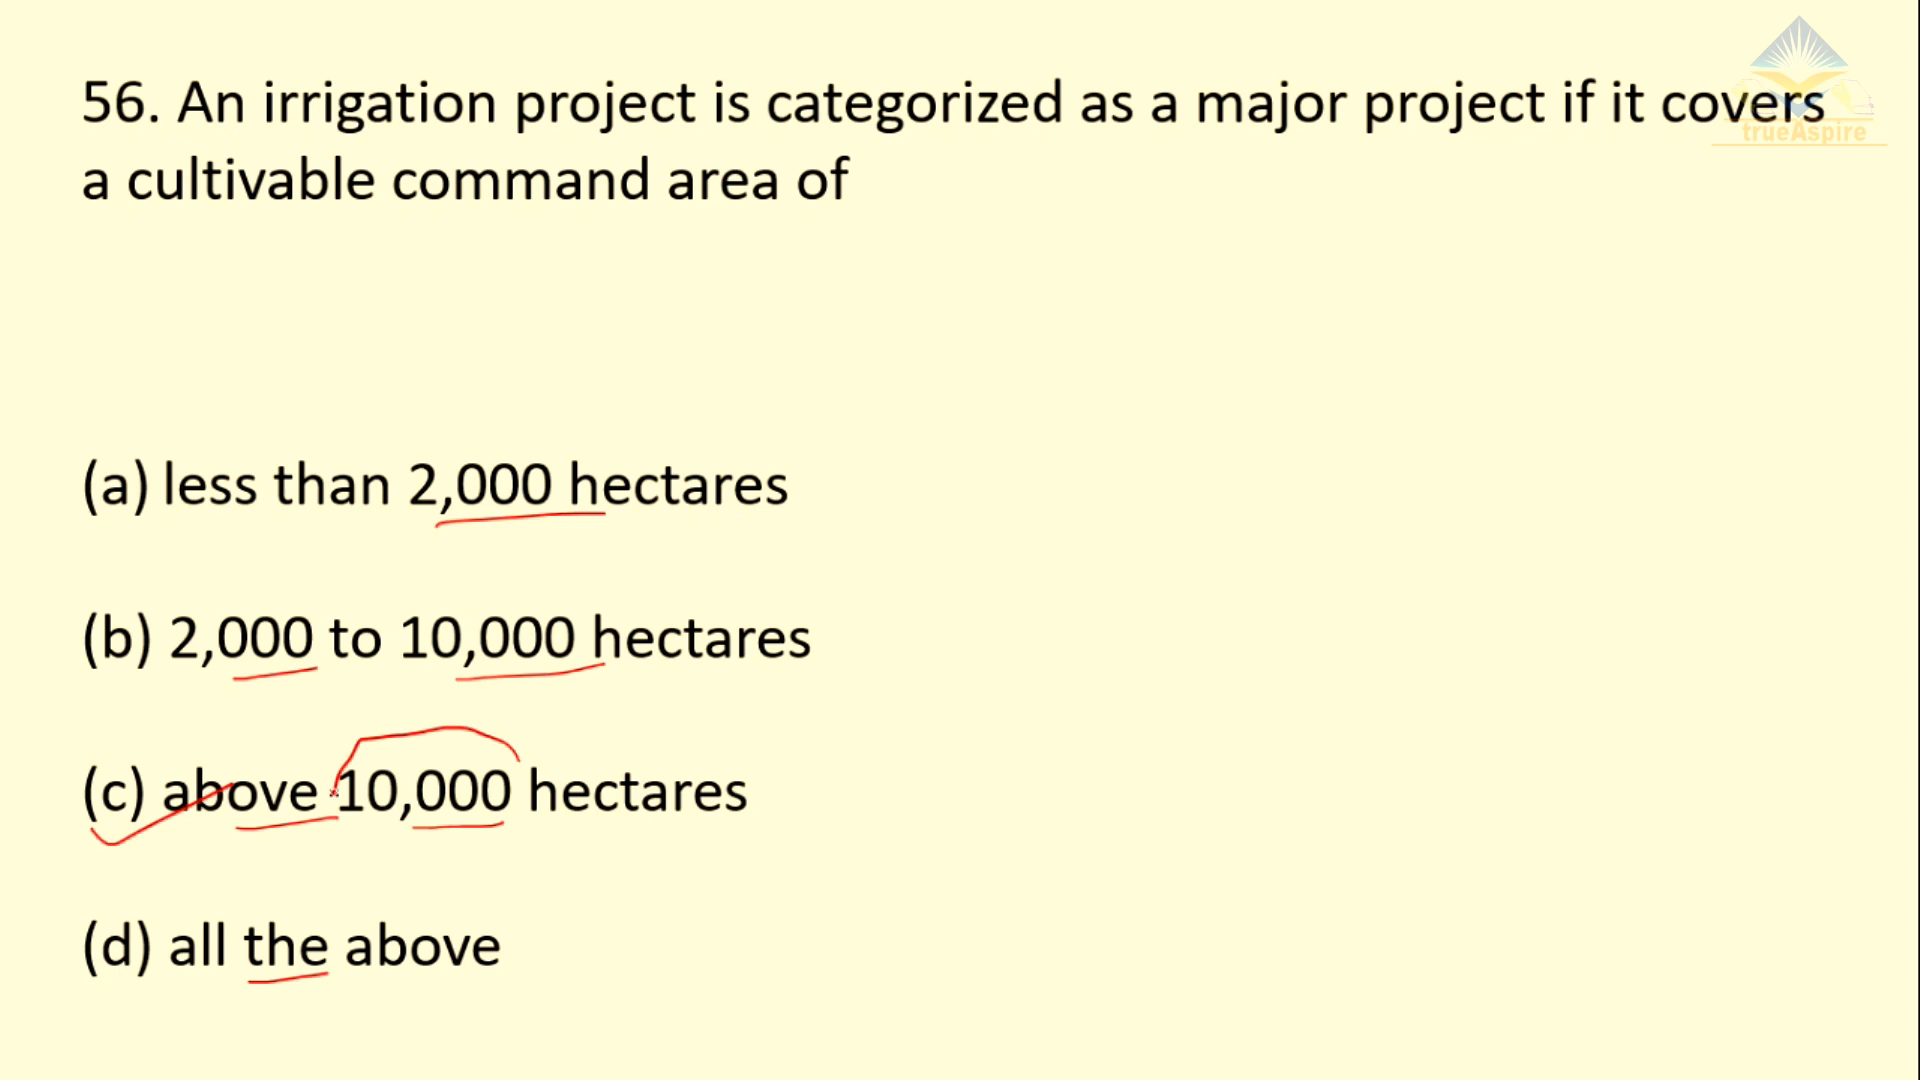 trueAspire
56. An irrigation project is categorized as a major project if it covers
a cultivable command area of
(a) less than 2,000 hectares
(b) 2,000 to 10,000 hectares
(c) above 10,000 hectares
(d) all the above